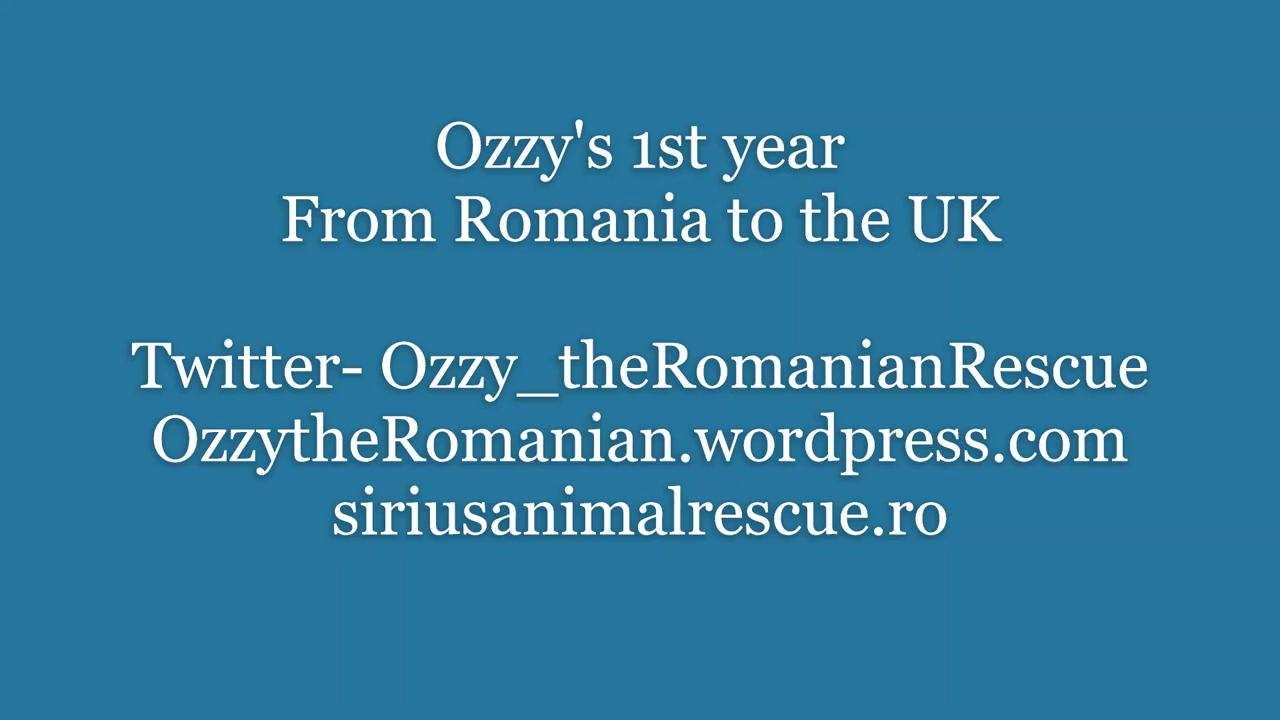 Ozzy's 1st year
From Romania to the UK
Twitter- Ozzy_theRomanianRescue
OzzytheRomanian.wordpress.com
siriusanimalrescue.ro